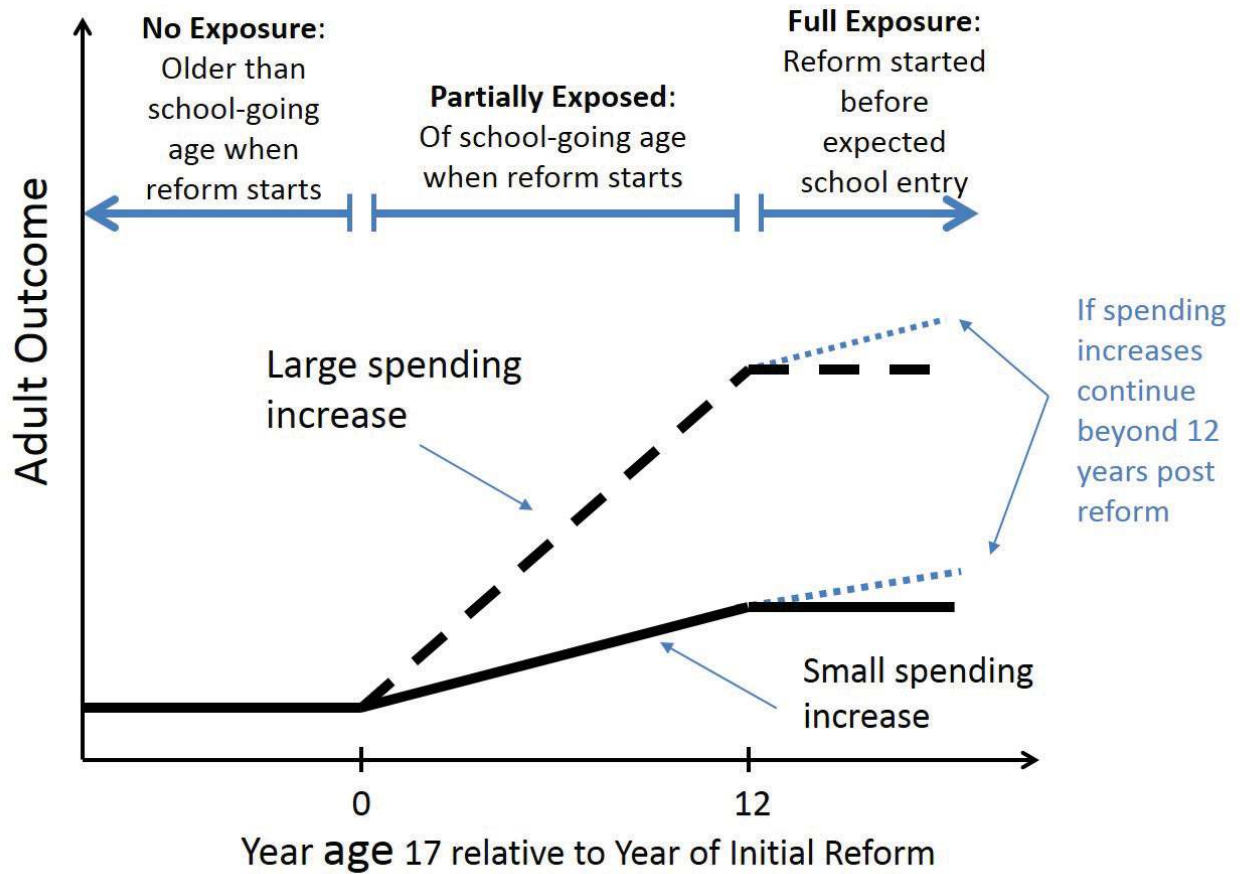 No Exposure:
Older than
school-going
age when
reform starts
Partially Exposed:
Of school-going age
when reform starts
Full Exposure:
Reform started
before
expected
school entry
Adult Outcome
Large spending
increase
If spending
increases
continue
beyond 12
years post
reform
Small spending
increase
0
12
Year age 17 relative to Year of Initial Reform